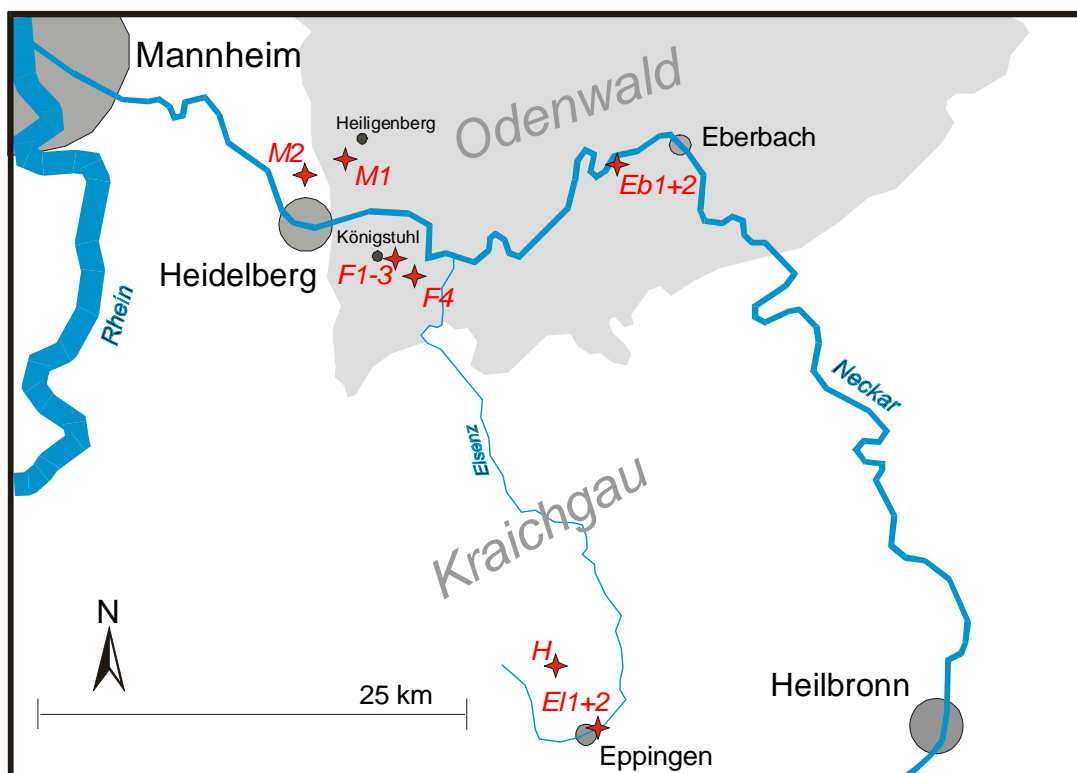 Mannheim
Odenwald
Heiligenberg
Eberbach
M2
M1
Eb1+2
Königstuhl
Heidelberg
F1-3
F4
Rhein
Neckar
Elsenz
Kraichgau
N
H
25 km
El1+2
Heilbronn
Eppingen